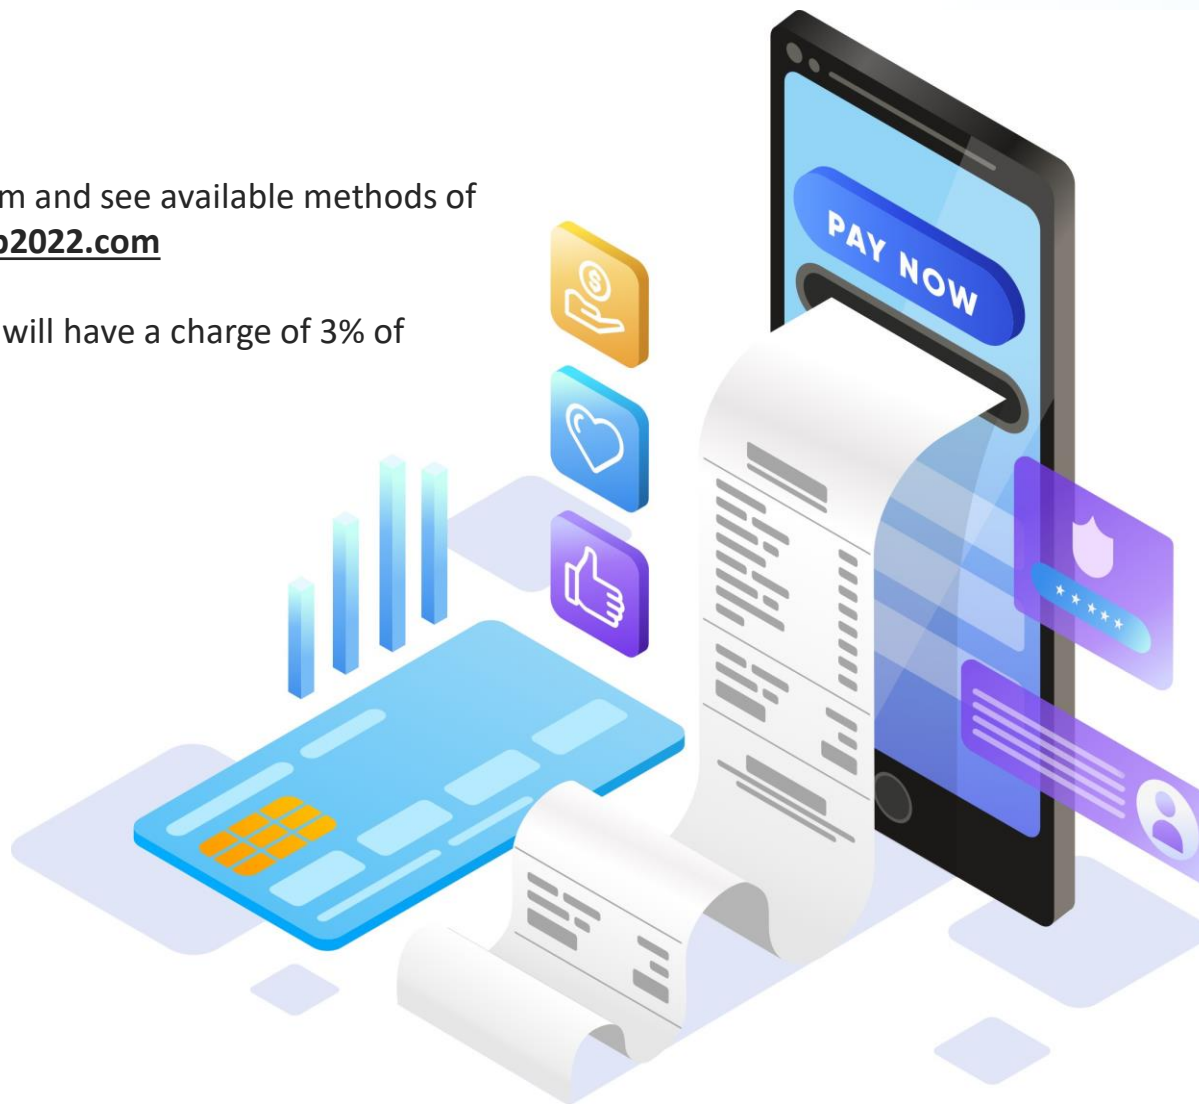 m and see available methods of
o2022.com
will have a charge of 3% of
PAY NOW